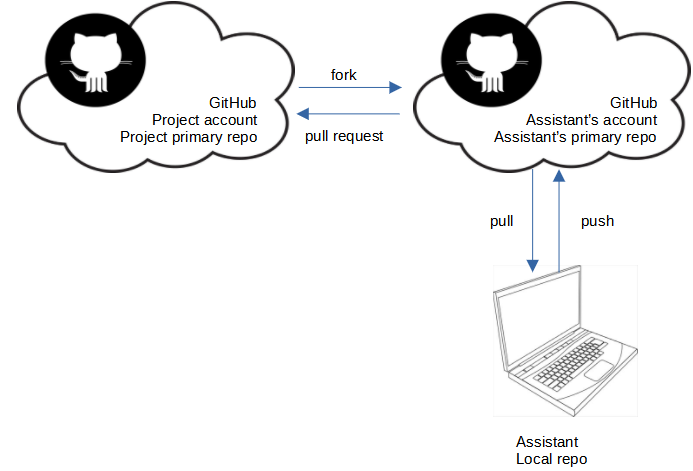 GitHub
Project account
Project primary repo
fork
pull request
GitHub
Assistant's account
Assistant's primary repo
pull
push
Assistant
Local repo